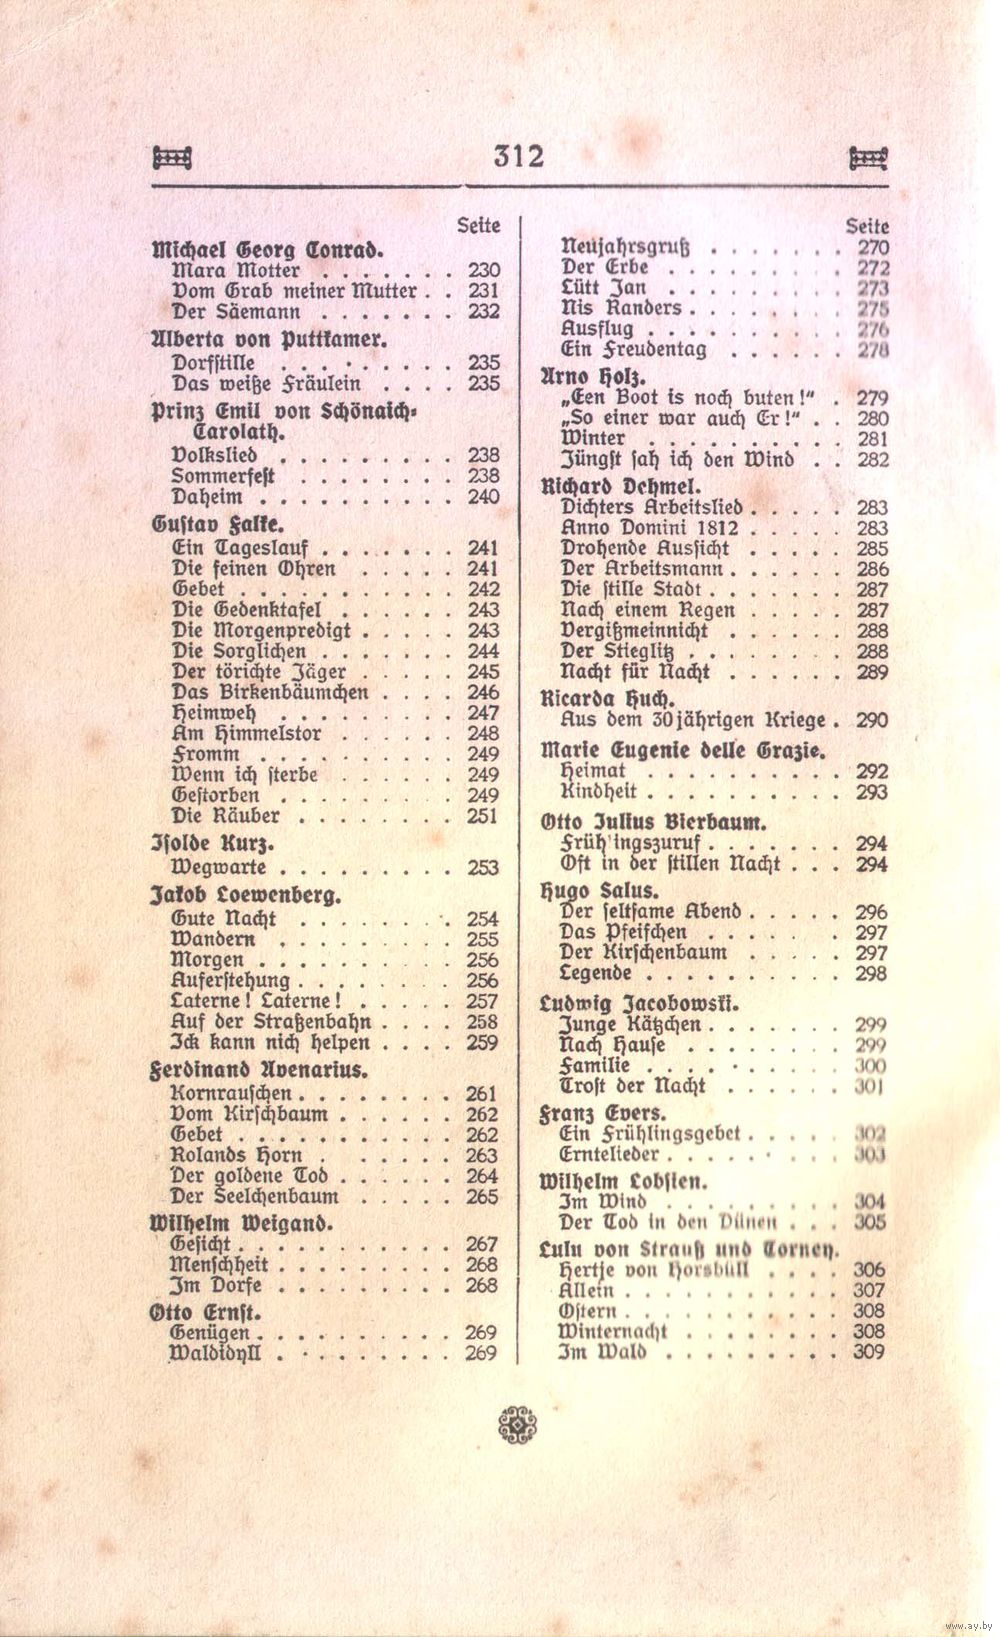 312
Seite
Michael Georg Conrad.
Mara Motter . . . . . . . 230
Vom Grab meiner Mutter . . 231
Der Säemann . . . . . . . 232
Alberta von Puttkamer.
Dorfstille . . . . . . . . . 235
Das weiße Fräulein . . . . 235
Prinz Emil von Schönaich-
Carolath.
Volkslied . . . . . . . . . 238
Sommerfest . . . . . . . . 238
Daheim . . . . . . . . . . 240
Gustav Falke.
Ein Tageslauf . . . . . . . 241
Die feinen Ohren . . . . . 241
Gebet . . . . . . . . . . . 242
Die Gedenktafel . . . . . . 243
Die Morgenpredigt . . . . . 243
Die Sorglichen . . . . . . . 244
Der törichte Jäger . . . . . 245
Das Birkenbäumchen . . . . 246
Heimweh . . . . . . . . . 247
Am Himmelstor . . . . . . 248
Fromm . . . . . . . . . . 249
Wenn ich sterbe . . . . . . 249
Gestorben . . . . . . . . . 249
Die Räuber . . . . . . . . 251
Isolde Kurz.
Wegwarte . . . . . . . . . 253
Jakob Loewenberg.
Gute Nacht . . . . . . . . 254
Wandern . . . . . . . . . 255
Morgen . . . . . . . . . . 256
Auferstehung . . . . . . . . 256
Laterne! Laterne! . . . . . 257
Auf der Straßenbahn . . . . 258
Ick kann nich helpen . . . . 259
Ferdinand Avenarius.
Kornrauschen . . . . . . . . 261
Vom Kirschbaum . . . . . . 262
Gebet . . . . . . . . . . . 262
Rolands Horn . . . . . . . 263
Der goldene Tod . . . . . . 264
Der Seelchenbaum . . . . . 265
Wilhelm Weigand.
Gesicht . . . . . . . . . . . 267
Menschheit . . . . . . . . . 268
Im Dorfe . . . . . . . . . 268
Otto Ernst.
Genügen . . . . . . . . . . 269
Waldidyll . . . . . . . . . 269
Seite
Neujahrsgruß . . . . . . . 270
Der Erbe . . . . . . . . . 272
Lütt Jan . . . . . . . . . 273
Nis Randers . . . . . . . . 275
Ausflug . . . . . . . . . . 276
Ein Freudentag . . . . . . 278
Arno Holz.
„Een Boot is noch buten!“ . 279
„So einer war auch Er!“ . . 280
Winter . . . . . . . . . . 281
Jüngst sah ich den Wind . . 282
Richard Dehmel.
Dichters Arbeitslied . . . . . 283
Anno Domini 1812 . . . . . 283
Drohende Aussicht . . . . . 285
Der Arbeitsmann . . . . . . 286
Die stille Stadt . . . . . . . 287
Nach einem Regen . . . . . 287
Vergißmeinnicht . . . . . . 288
Der Stieglitz . . . . . . . . 288
Nacht für Nacht . . . . . . 289
Ricarda Huch.
Aus dem 30jährigen Kriege . 290
Marie Eugenie delle Grazie.
Heimat . . . . . . . . . . 292
Kindheit . . . . . . . . . . 293
Otto Julius Bierbaum.
Früh'ingszuruf . . . . . . . 294
Oft in der stillen Nacht . . . 294
Hugo Salus.
Der seltsame Abend . . . . . 296
Das Pfeifchen . . . . . . . 297
Der Kirschenbaum . . . . . 297
Legende . . . . . . . . . . 298
Ludwig Jacobowski.
Junge Kätzchen . . . . . . . 299
Nach Hause . . . . . . . . 299
Familie . . . . . . . . . . 300
Trost der Nacht . . . . . . 301
Franz Evers.
Ein Frühlingsgebet . . . . . 302
Erntelieder . . . . . . . . . 303
Wilhelm Lobsien.
Im Wind . . . . . . . . . 304
Der Tod in den Dünen . . . 305
Lulu von Strauß und Torney.
Hertje von Horsbüll . . . . 306
Allein . . . . . . . . . . . 307
Ostern . . . . . . . . . . . 308
Winternacht . . . . . . . . 308
Im Wald . . . . . . . . . 309
www.ay.by